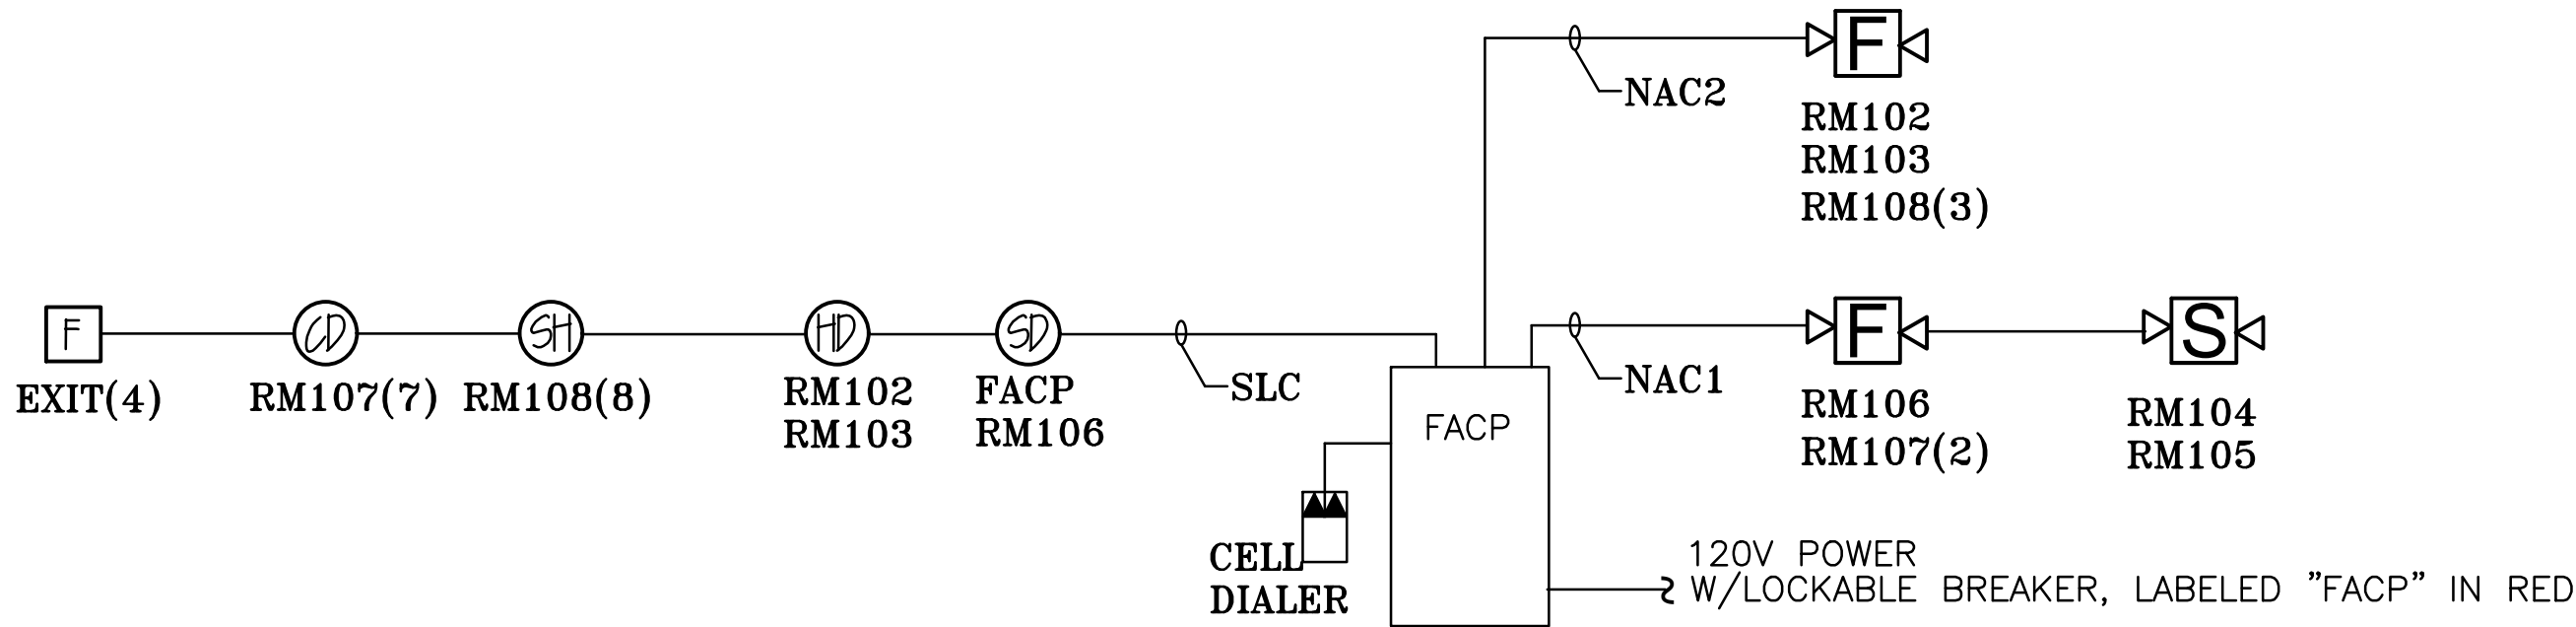 F
NAC2
RM102
RM103
RM108(3)
F
CD
SH
HD
SD
SLC
EXIT(4)
RM107(7)
RM108(8)
RM102
RM103
FACP
RM106
FACP
NAC1
F
RM106
RM107(2)
S
RM104
RM105
CELL
DIALER
120V POWER
W/LOCKABLE BREAKER, LABELED "FACP" IN RED